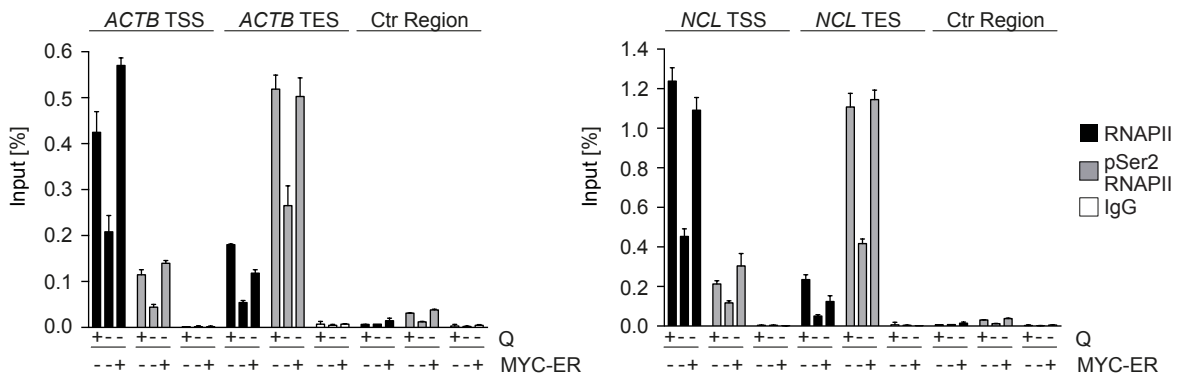 ACTB TSS ACTB TES Ctr Region
Input [%]
0.6
0.5
0.4
0.3
0.2
0.1
0.0
+-- +-- +-- +-- +-- +-- +-- +-- +-- Q
--+ --+ --+ --+ --+ --+ --+ --+ --+ MYC-ER
NCL TSS NCL TES Ctr Region
Input [%]
1.4
1.2
1.0
0.8
0.6
0.4
0.2
0.0
+-- +-- +-- +-- +-- +-- +-- +-- +-- Q
--+ --+ --+ --+ --+ --+ --+ --+ --+ MYC-ER
RNAPII
pSer2
RNAPII
IgG